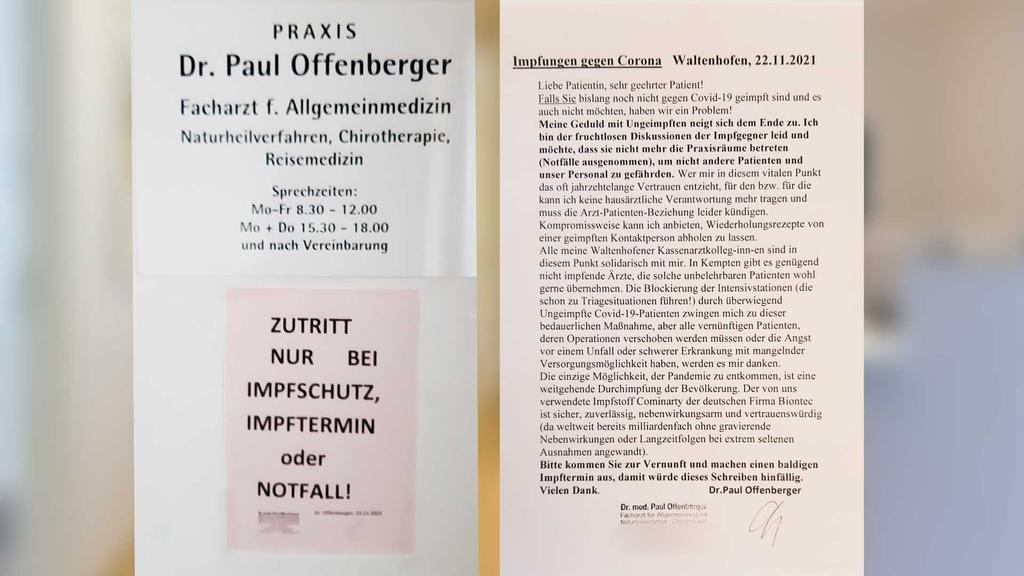 PRAXIS
Dr. Paul Offenberger
Facharzt f. Allgemeinmedizin
Naturheilverfahren, Chirotherapie,
Reisemedizin
Sprechzeiten:
Mo-Fr 8.30 - 12.00
Mo + Do 15.30 - 18.00
und nach Vereinbarung
ZUTRITT
NUR BEI
IMPFSCHUTZ,
IMPFTERMIN
oder
NOTFALL!
Dr. Offenberger, 23.11.2021
Impfungen gegen Corona Waltenhofen, 22.11.2021
Liebe Patientin, sehr geehrter Patient!
Falls Sie bislang noch nicht gegen Covid-19 geimpft sind und es
auch nicht möchten, haben wir ein Problem!
Meine Geduld mit Ungeimpften neigt sich dem Ende zu. Ich
bin der fruchtlosen Diskussionen der Impfgegner leid und
möchte, dass sie nicht mehr die Praxisräume betreten
(Notfälle ausgenommen), um nicht andere Patienten und
unser Personal zu gefährden. Wer mir in diesem vitalen Punkt
das oft jahrzehtelange Vertrauen entzieht, für den bzw. für die
kann ich keine hausärztliche Verantwortung mehr tragen und
muss die Arzt-Patienten-Beziehung leider kündigen.
Kompromissweise kann ich anbieten, Wiederholungsrezepte von
einer geimpften Kontaktperson abholen zu lassen.
Alle meine Waltenhofener Kassenarztkolleg-inn-en sind in
diesem Punkt solidarisch mit mir. In Kempten gibt es genügend
nicht impfende Ärzte, die solche unbelehrbaren Patienten wohl
gerne übernehmen. Die Blockierung der Intensivstationen (die
schon zu Triagesituationen führen!) durch überwiegend
Ungeimpfte Covid-19-Patienten zwingen mich zu dieser
bedauerlichen Maßnahme, aber alle vernünftigen Patienten,
deren Operationen verschoben werden müssen oder die Angst
vor einem Unfall oder schwerer Erkrankung mit mangelnder
Versorgungsmöglichkeit haben, werden es mir danken.
Die einzige Möglichkeit, der Pandemie zu entkommen, ist eine
weitgehende Durchimpfung der Bevölkerung. Der von uns
verwendete Impfstoff Cominarty der deutschen Firma Biontec
ist sicher, zuverlässig, nebenwirkungsarm und vertrauenswürdig
(da weltweit bereits milliardenfach ohne gravierende
Nebenwirkungen oder Langzeitfolgen bei extrem seltenen
Ausnahmen angewandt).
Bitte kommen Sie zur Vernunft und machen einen baldigen
Impftermin aus, damit würde dieses Schreiben hinfällig.
Vielen Dank. Dr.Paul Offenberger
Dr. med. Paul Offenberger
Facharzt für Allgemeinmedizin
Naturheilverfahren - Chirotherapie